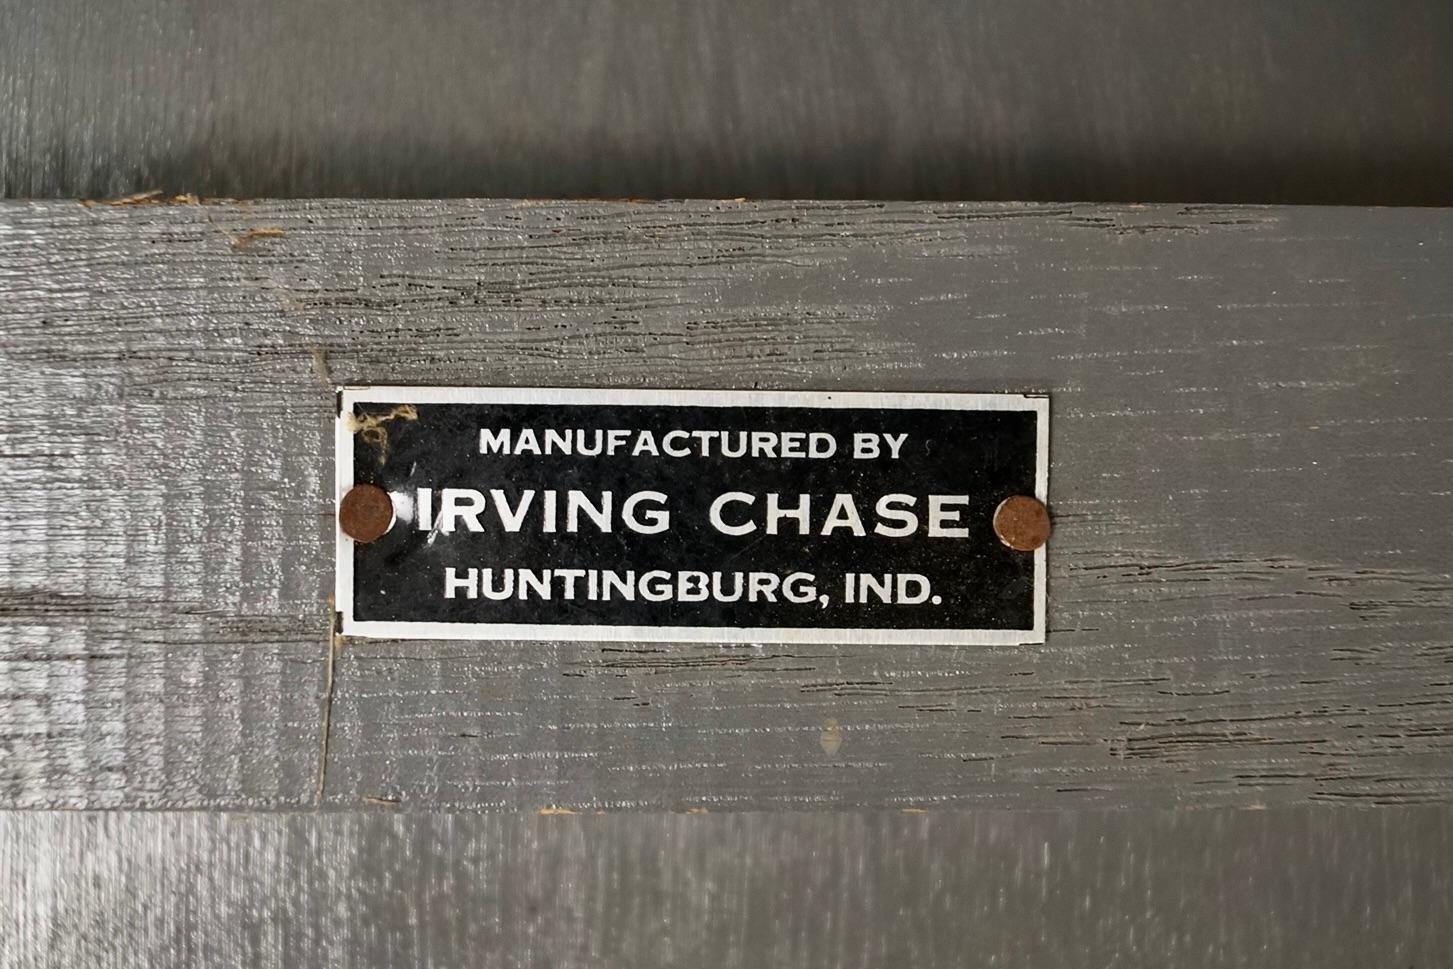 MANUFACTURED BY
IRVING CHASE
HUNTINGBURG, IND.